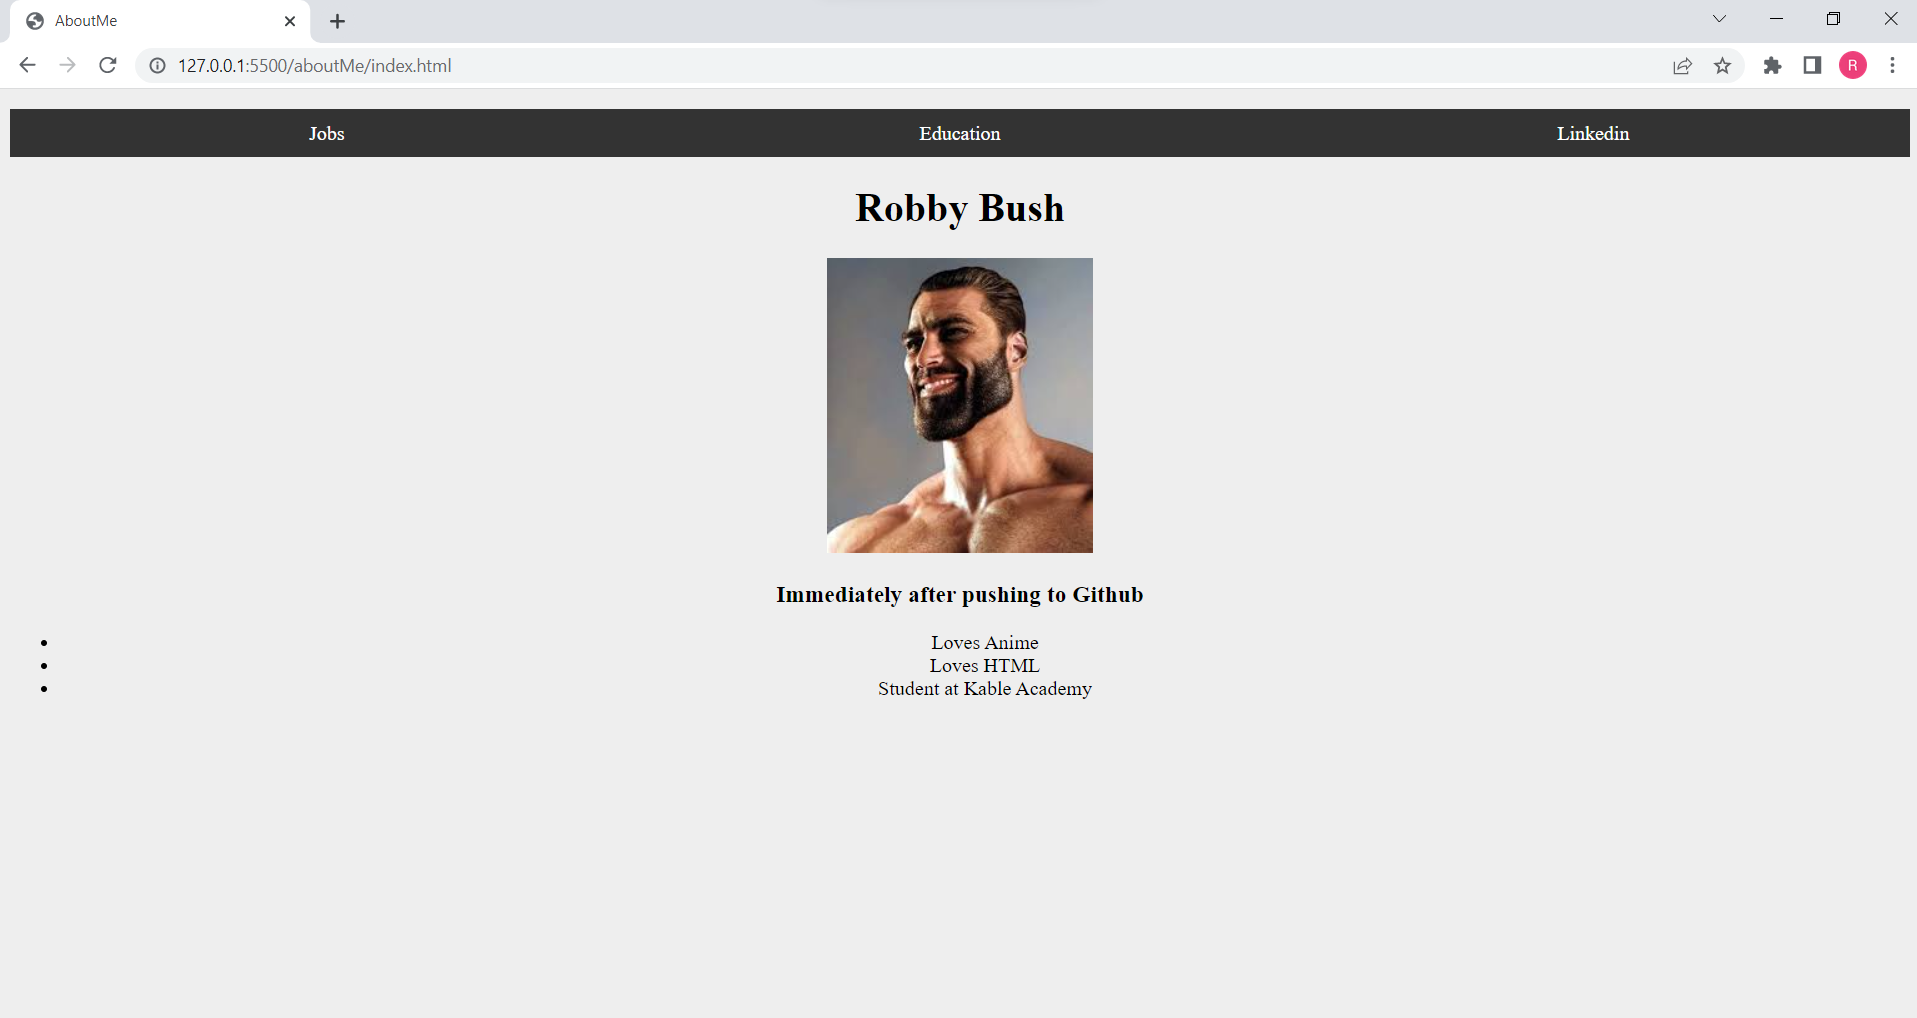 AboutMe
127.0.0.1:5500/aboutMe/index.html
R
Jobs Education Linkedin
Robby Bush
Immediately after pushing to Github
Loves Anime
Loves HTML
Student at Kable Academy